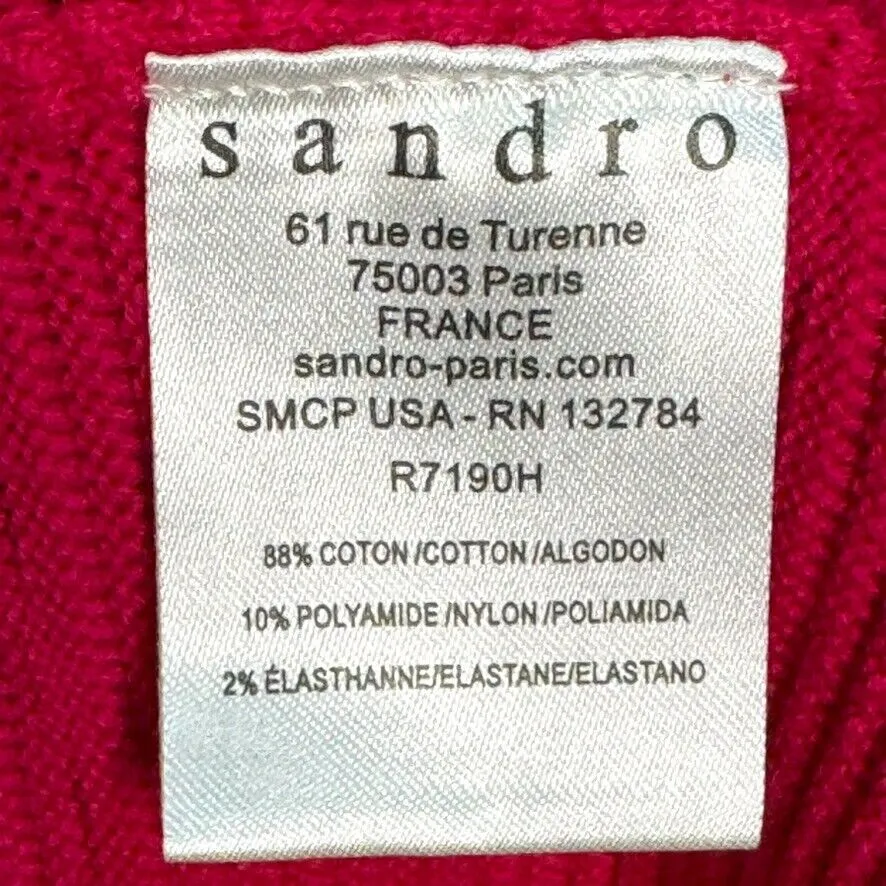 sandro
61 rue de Turenne
75003 Paris
FRANCE
sandro-paris.com
SMCP USA - RN 132784
R7190H
88% COTON/COTTON/ALGODON
10% POLYAMIDE/NYLON/POLIAMIDA
2% ÉLASTHANNE/ELASTANE/ELASTANO